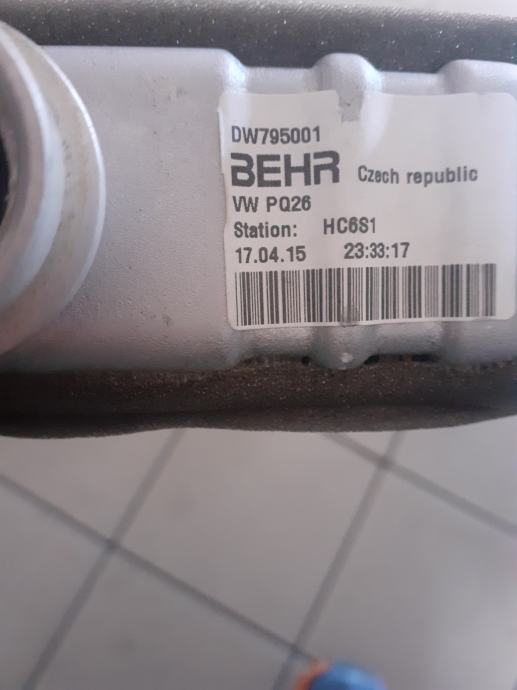 DW795001
BEHR Czech republic
VW PQ26
Station: HC6S1
17.04.15 23:33:17